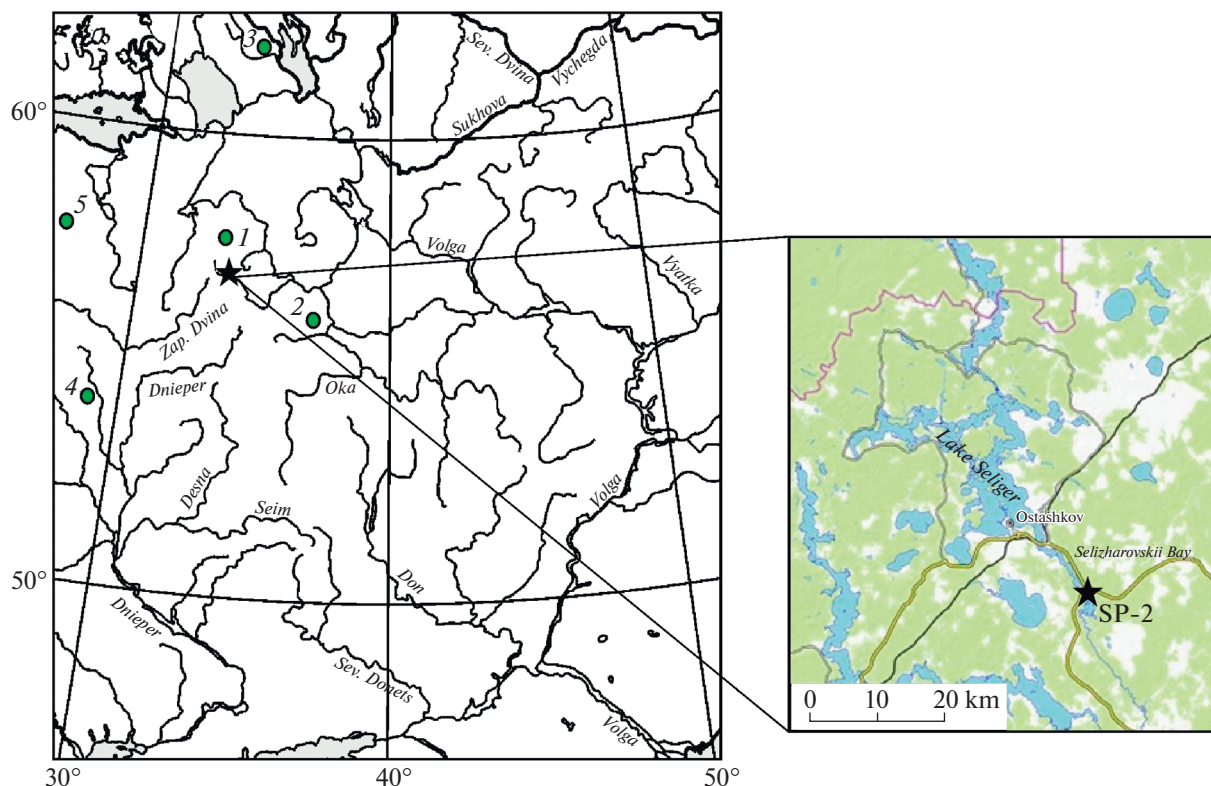 3
Sev. Dvina
Vychegda
60°
Sukhova
5
1
Volga
Vyatka
2
Zap. Dvina
4
Dnieper
Oka
Desna
Volga
Seim
50°
Don
Dnieper
Sev. Donets
Volga
30°
40°
50°
Lake Seliger
Ostashkov
Selizharovskii Bay
SP-2
0 10 20 km